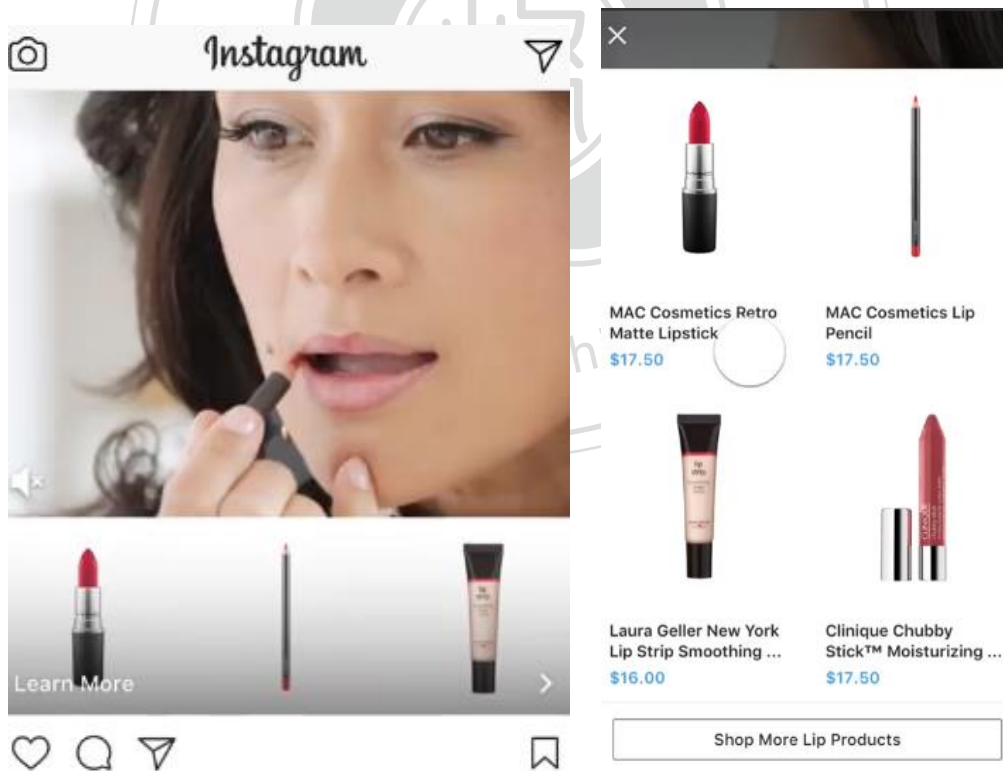 Instagram
Learn More
MAC Cosmetics Retro
Matte Lipstick
$17.50
MAC Cosmetics Lip
Pencil
$17.50
Laura Geller New York
Lip Strip Smoothing ...
$16.00
Clinique Chubby
Stick™ Moisturizing ...
$17.50
Shop More Lip Products